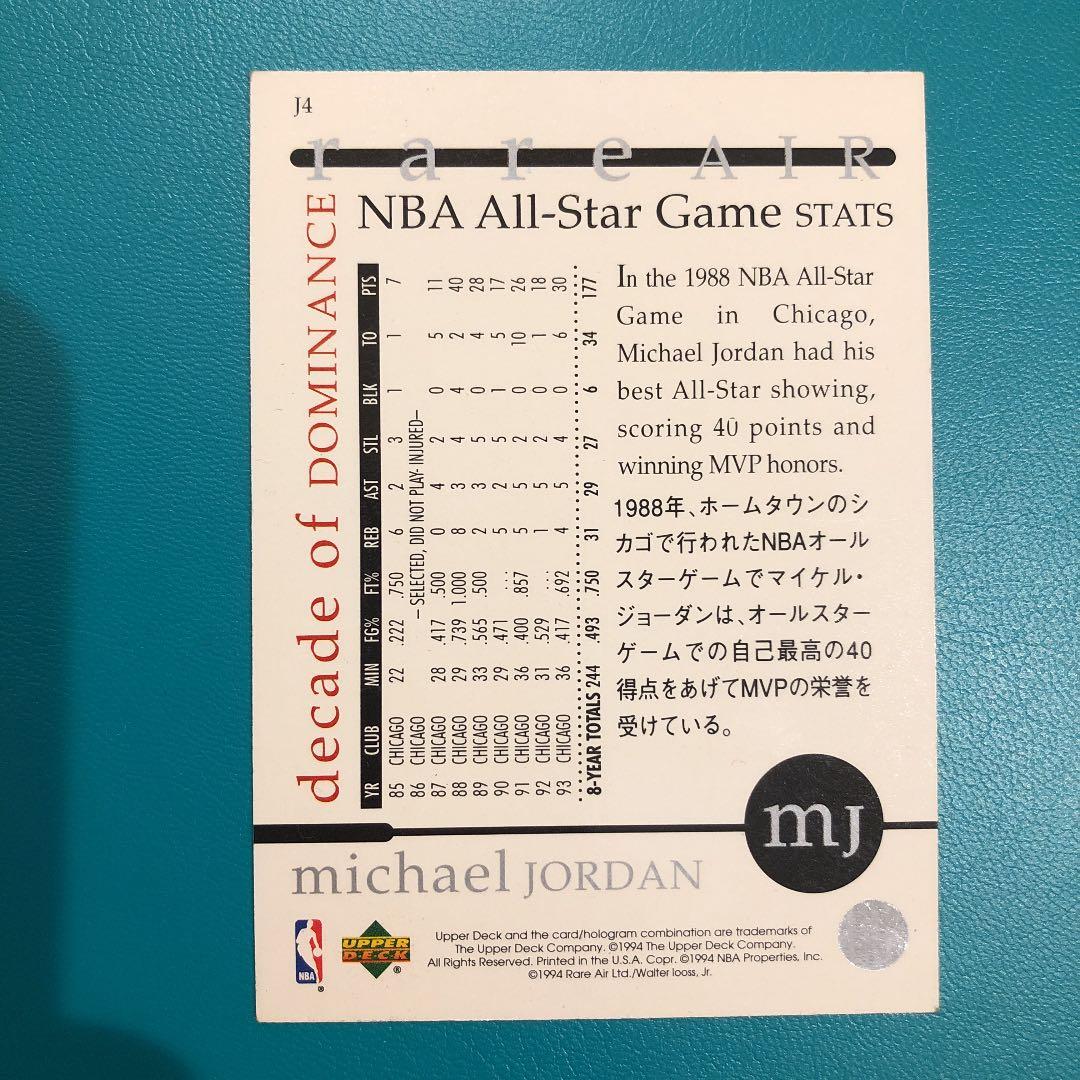 J4
rare AIR
decade of DOMINANCE
NBA All-Star Game STATS
YR CLUB MIN FG% FT% REB AST STL BLK TO PTS
85 CHICAGO 22 .222 .750 6 2 3 1 1 7
86 CHICAGO – SELECTED, DID NOT PLAY- INJURED–
87 CHICAGO 28 .417 .500 0 4 2 0 5 11
88 CHICAGO 29 .739 1.000 8 3 4 4 2 40
89 CHICAGO 33 .565 .500 2 3 5 0 4 28
90 CHICAGO 29 .471 ... 5 2 5 1 5 17
91 CHICAGO 36 .400 .857 5 5 2 0 10 26
92 CHICAGO 31 .529 ... 1 5 2 0 1 18
93 CHICAGO 36 .417 .692 4 5 4 0 6 30
8-YEAR TOTALS 244 .493 .750 31 29 27 6 34 177
In the 1988 NBA All-Star
Game in Chicago,
Michael Jordan had his
best All-Star showing,
scoring 40 points and
winning MVP honors.
1988年、ホームタウンのシ
カゴで行われたNBAオール
スターゲームでマイケル・
ジョーダンは、オールスター
ゲームでの自己最高の40
得点をあげてMVPの栄誉を
受けている。
mJ
michael JORDAN
NBA ®
UPPER
DECK ®
Upper Deck and the card/hologram combination are trademarks of
The Upper Deck Company. ©1994 The Upper Deck Company.
All Rights Reserved. Printed in the U.S.A. Copr. ©1994 NBA Properties, Inc.
©1994 Rare Air Ltd./Walter Iooss, Jr.